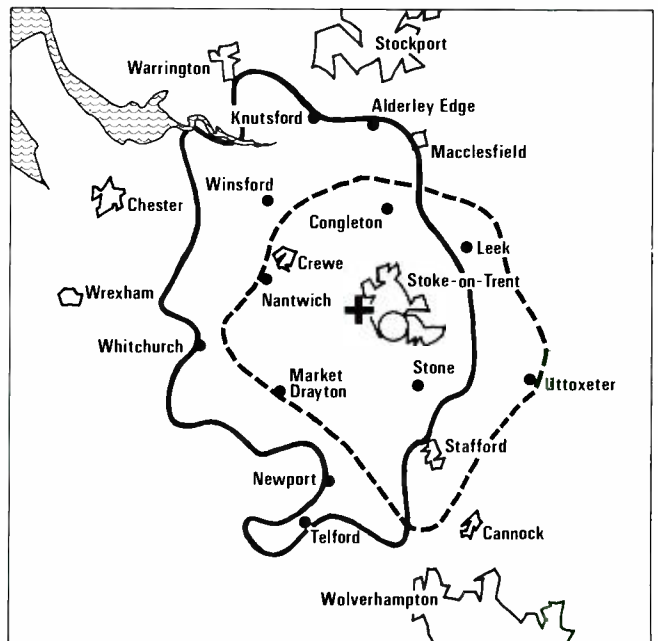 Stockport
Warrington
Knutsford
Alderley Edge
Macclesfield
Winsford
Chester
Congleton
Leek
Crewe
Stoke-on-Trent
Wrexham
Nantwich
Whitchurch
Market
Drayton
Stone
Uttoxeter
Stafford
Newport
Telford
Cannock
Wolverhampton